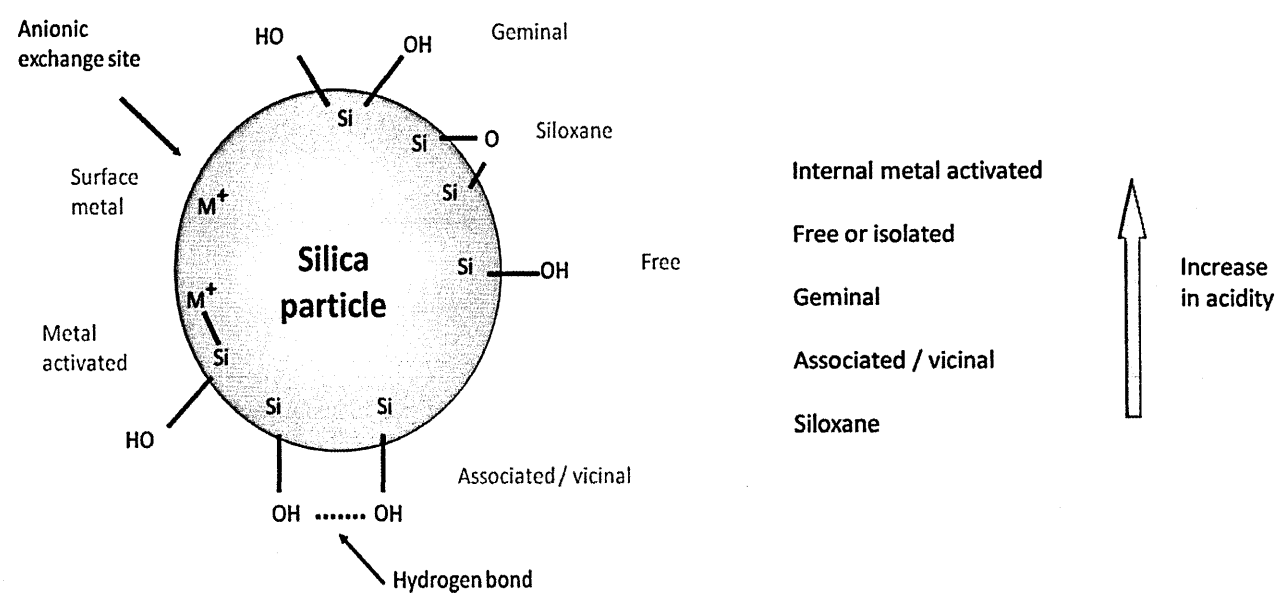 Anionic
exchange site
HO
OH
Geminal
Si
Si
O
Siloxane
Surface
metal
M+
Si
Silica
particle
Si
OH
Free
M+
Metal
activated
Si
HO
Si
Si
Associated / vicinal
OH ....... OH
Hydrogen bond
Internal metal activated
Free or isolated
Geminal
Associated / vicinal
Siloxane
Increase
in acidity